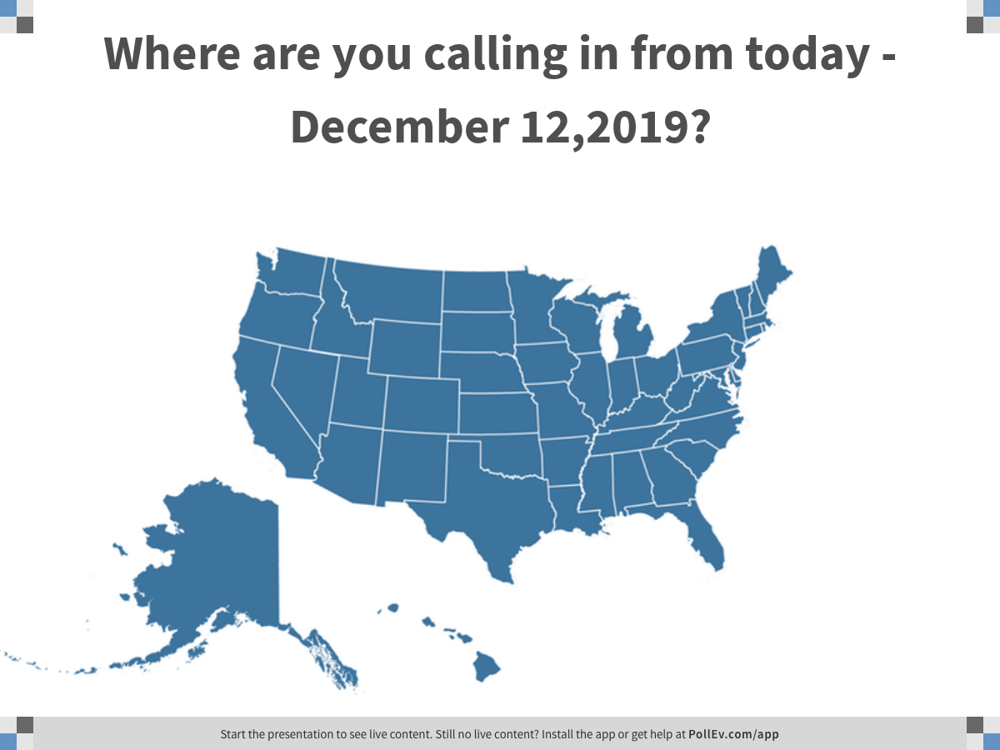 Where are you calling in from today -
December 12,2019?
Start the presentation to see live content. Still no live content? Install the app or get help at PollEv.com/app